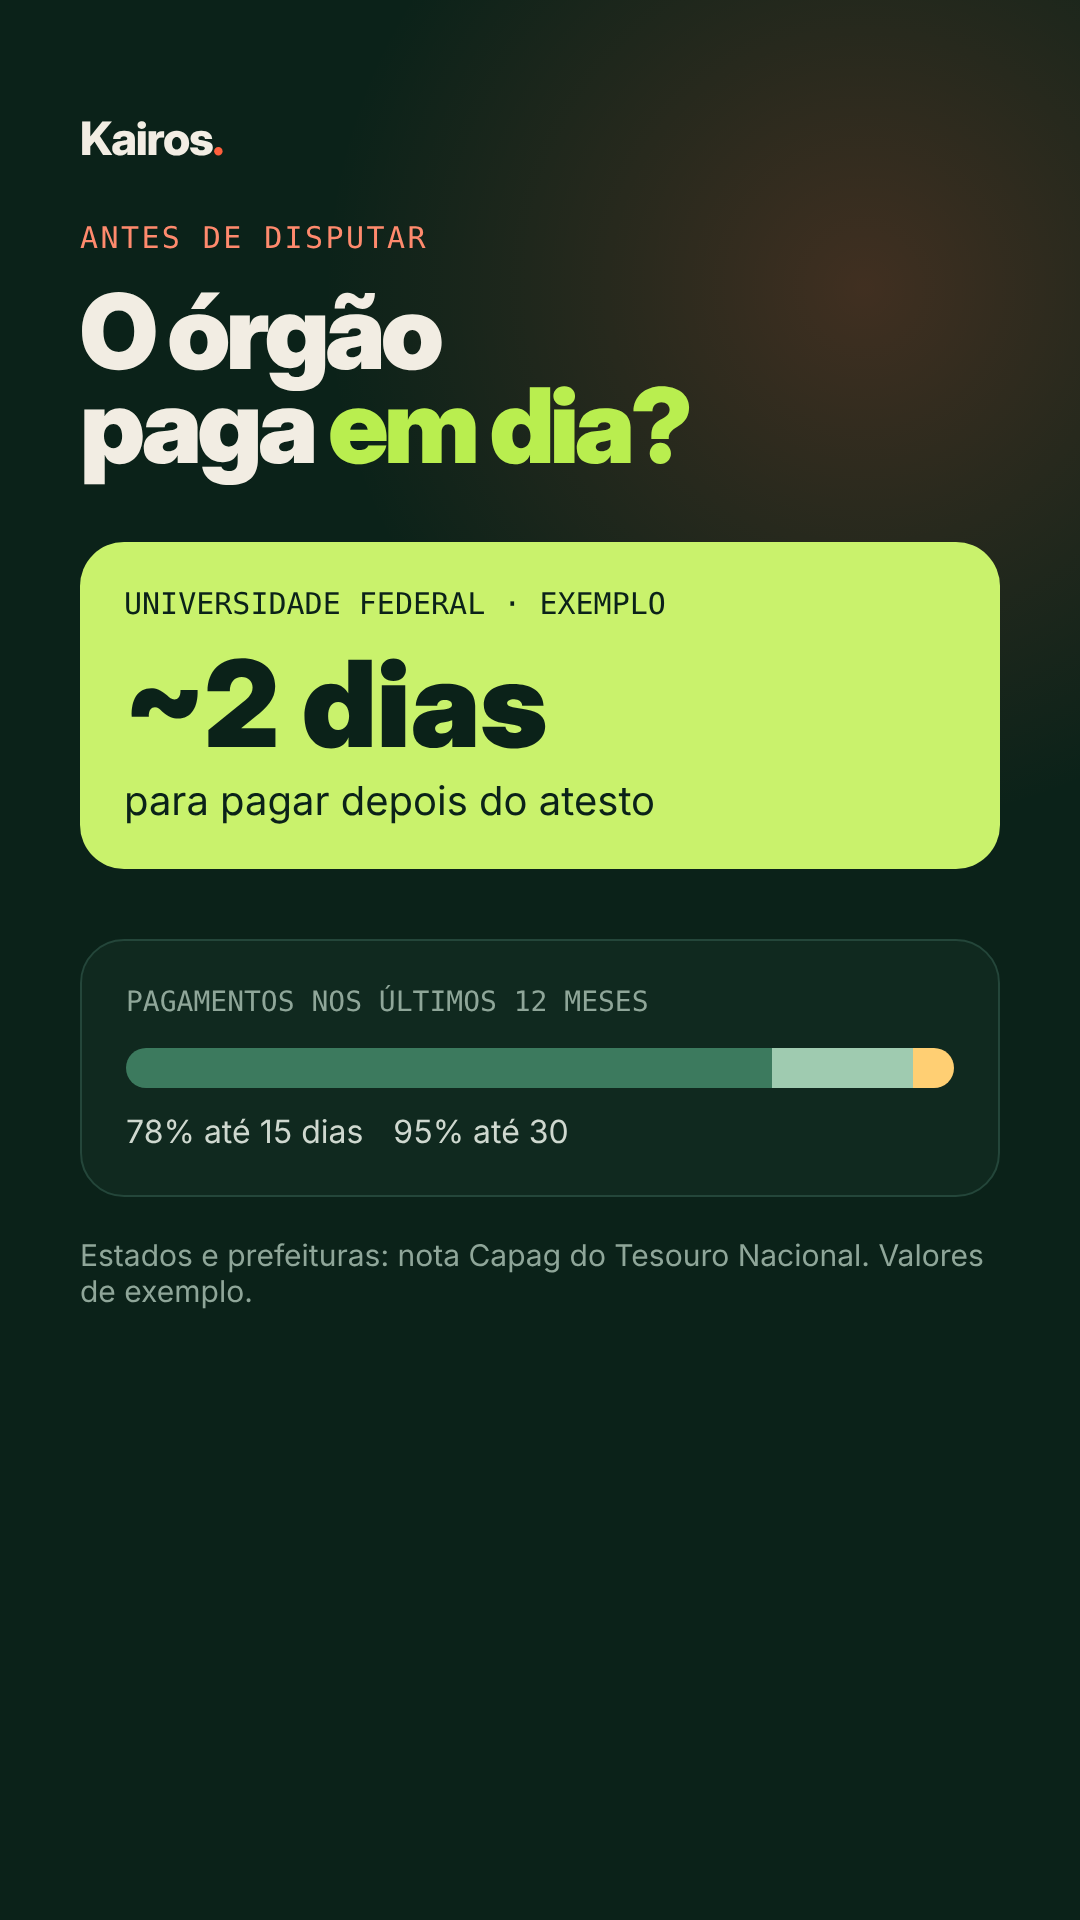 Kairos.
ANTES DE DISPUTAR
O órgão
paga em dia?
UNIVERSIDADE FEDERAL · EXEMPLO
~2 dias
para pagar depois do atesto
PAGAMENTOS NOS ÚLTIMOS 12 MESES
78% até 15 dias 95% até 30
Estados e prefeituras: nota Capag do Tesouro Nacional. Valores
de exemplo.